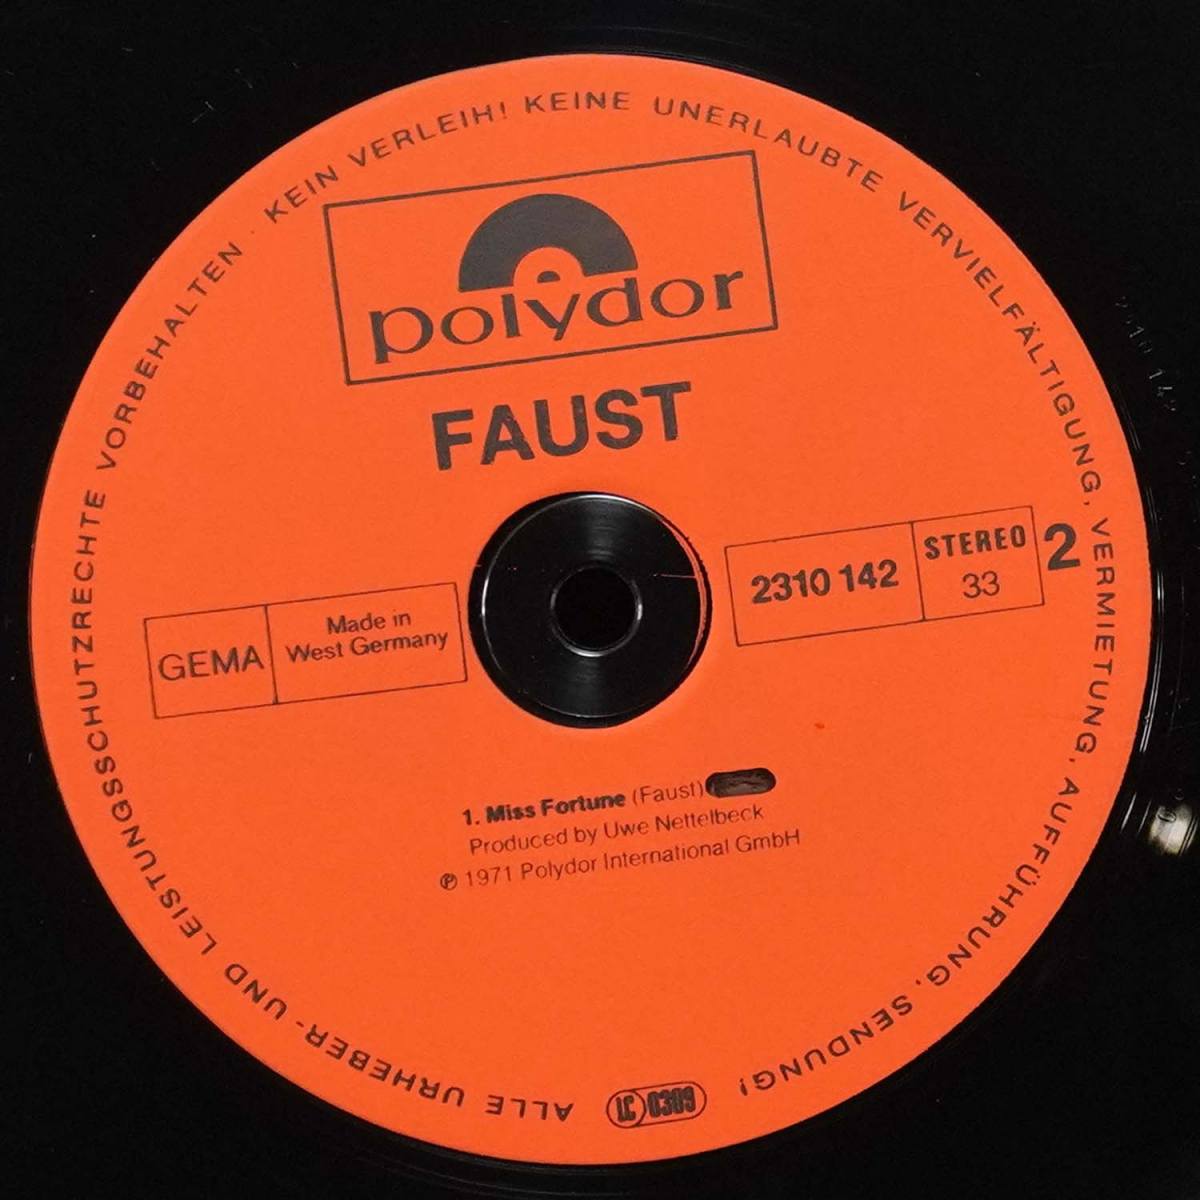 ALLE URHEBER- UND LEISTUNGSSCHUTZRECHTE VORBEHALTEN · KEIN VERLEIH! KEINE UNERLAUBTE VERVIELFÄLTIGUNG, VERMIETUNG, AUFFÜHRUNG, SENDUNG!
polydor
FAUST
GEMA
Made in
West Germany
2310 142
STEREO
33
2
1. Miss Fortune (Faust)
Produced by Uwe Nettelbeck
℗ 1971 Polydor International GmbH
LC 0309
2310 142